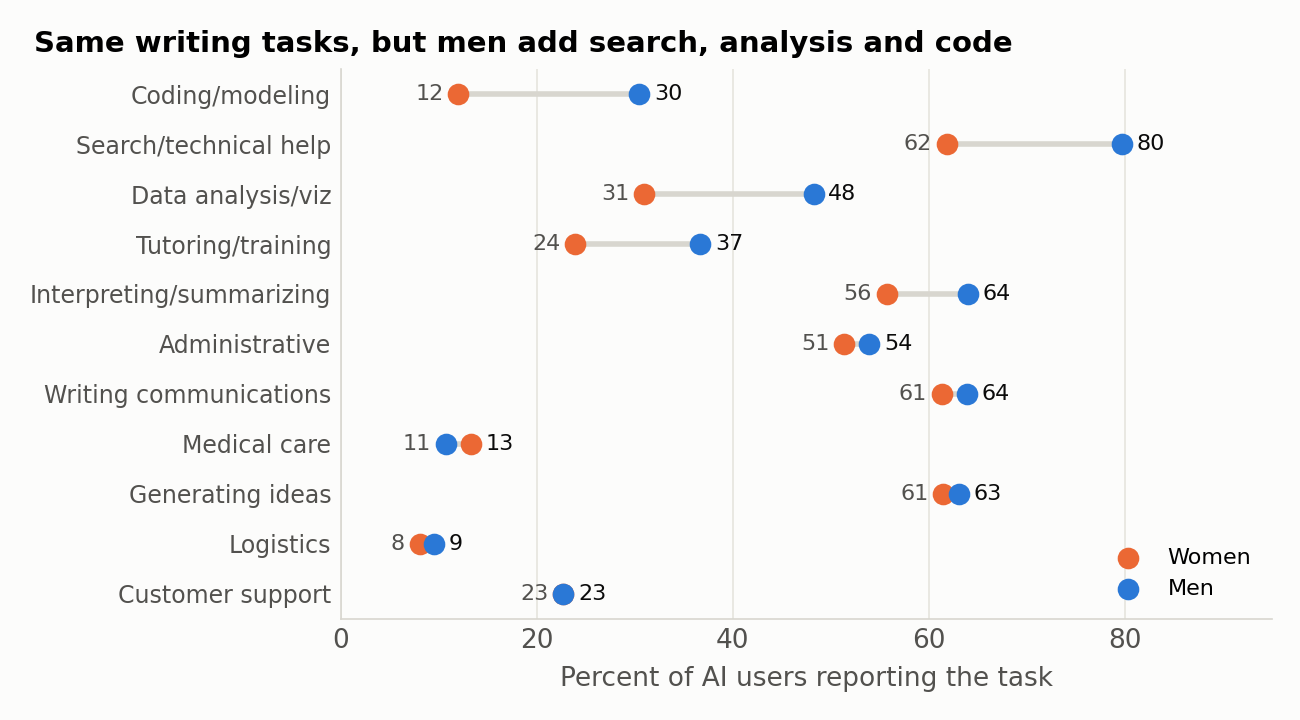 Same writing tasks, but men add search, analysis and code
Coding/modeling 12 30
Search/technical help 62 80
Data analysis/viz 31 48
Tutoring/training 24 37
Interpreting/summarizing 56 64
Administrative 51 54
Writing communications 61 64
Medical care 11 13
Generating ideas 61 63
Logistics 8 9
Customer support 23 23
Women
Men
0 20 40 60 80
Percent of AI users reporting the task